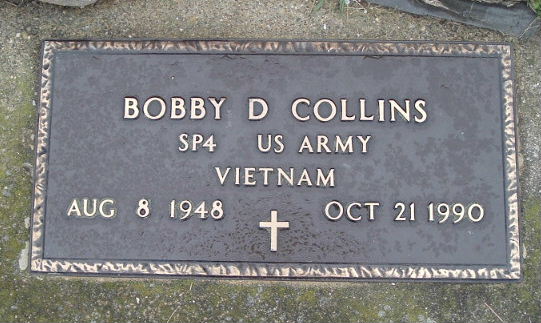 BOBBY D COLLINS
SP4 US ARMY
VIETNAM
AUG 8 1948 OCT 21 1990